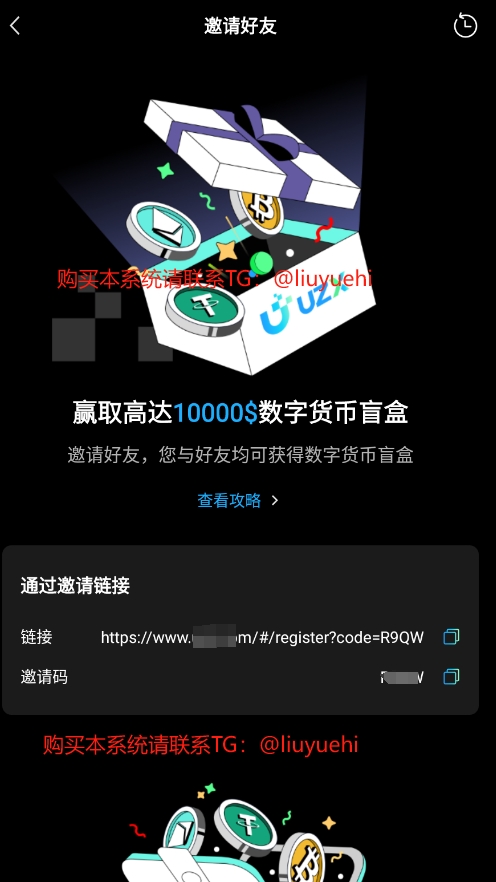 邀请好友
购买本系统请联系TG：@liuyuehi
UZX
赢取高达10000$数字货币盲盒
邀请好友，您与好友均可获得数字货币盲盒
查看攻略
通过邀请链接
链接 https://www. om/#/register?code=R9QW
邀请码
购买本系统请联系TG：@liuyuehi